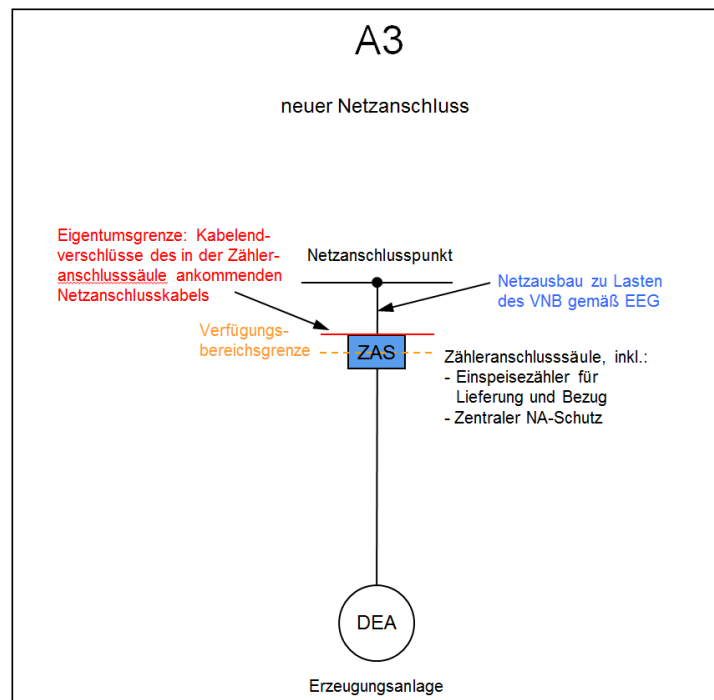 A3
neuer Netzanschluss
Eigentumsgrenze: Kabelend-
verschlüsse des in der Zähler-
anschlusssäule ankommenden
Netzanschlusskabels
Netzanschlusspunkt
Netzausbau zu Lasten
des VNB gemäß EEG
Verfügungs-
bereichsgrenze
ZAS
Zähleranschlusssäule, inkl.:
- Einspeisezähler für
Lieferung und Bezug
- Zentraler NA-Schutz
DEA
Erzeugungsanlage